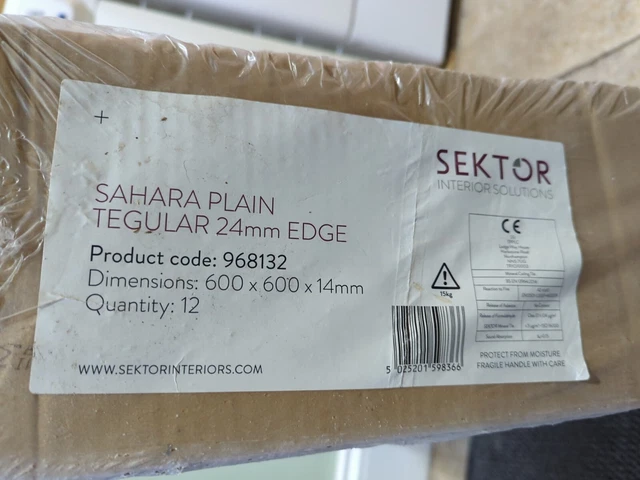 SEKTOR
INTERIOR SOLUTIONS
SAHARA PLAIN
TEGULAR 24mm EDGE
Product code: 968132
Dimensions: 600 x 600 x 14mm
Quantity: 12
WWW.SEKTORINTERIORS.COM
15kg
5 025201 598366
CE
PROTECT FROM MOISTURE
FRAGILE HANDLE WITH CARE